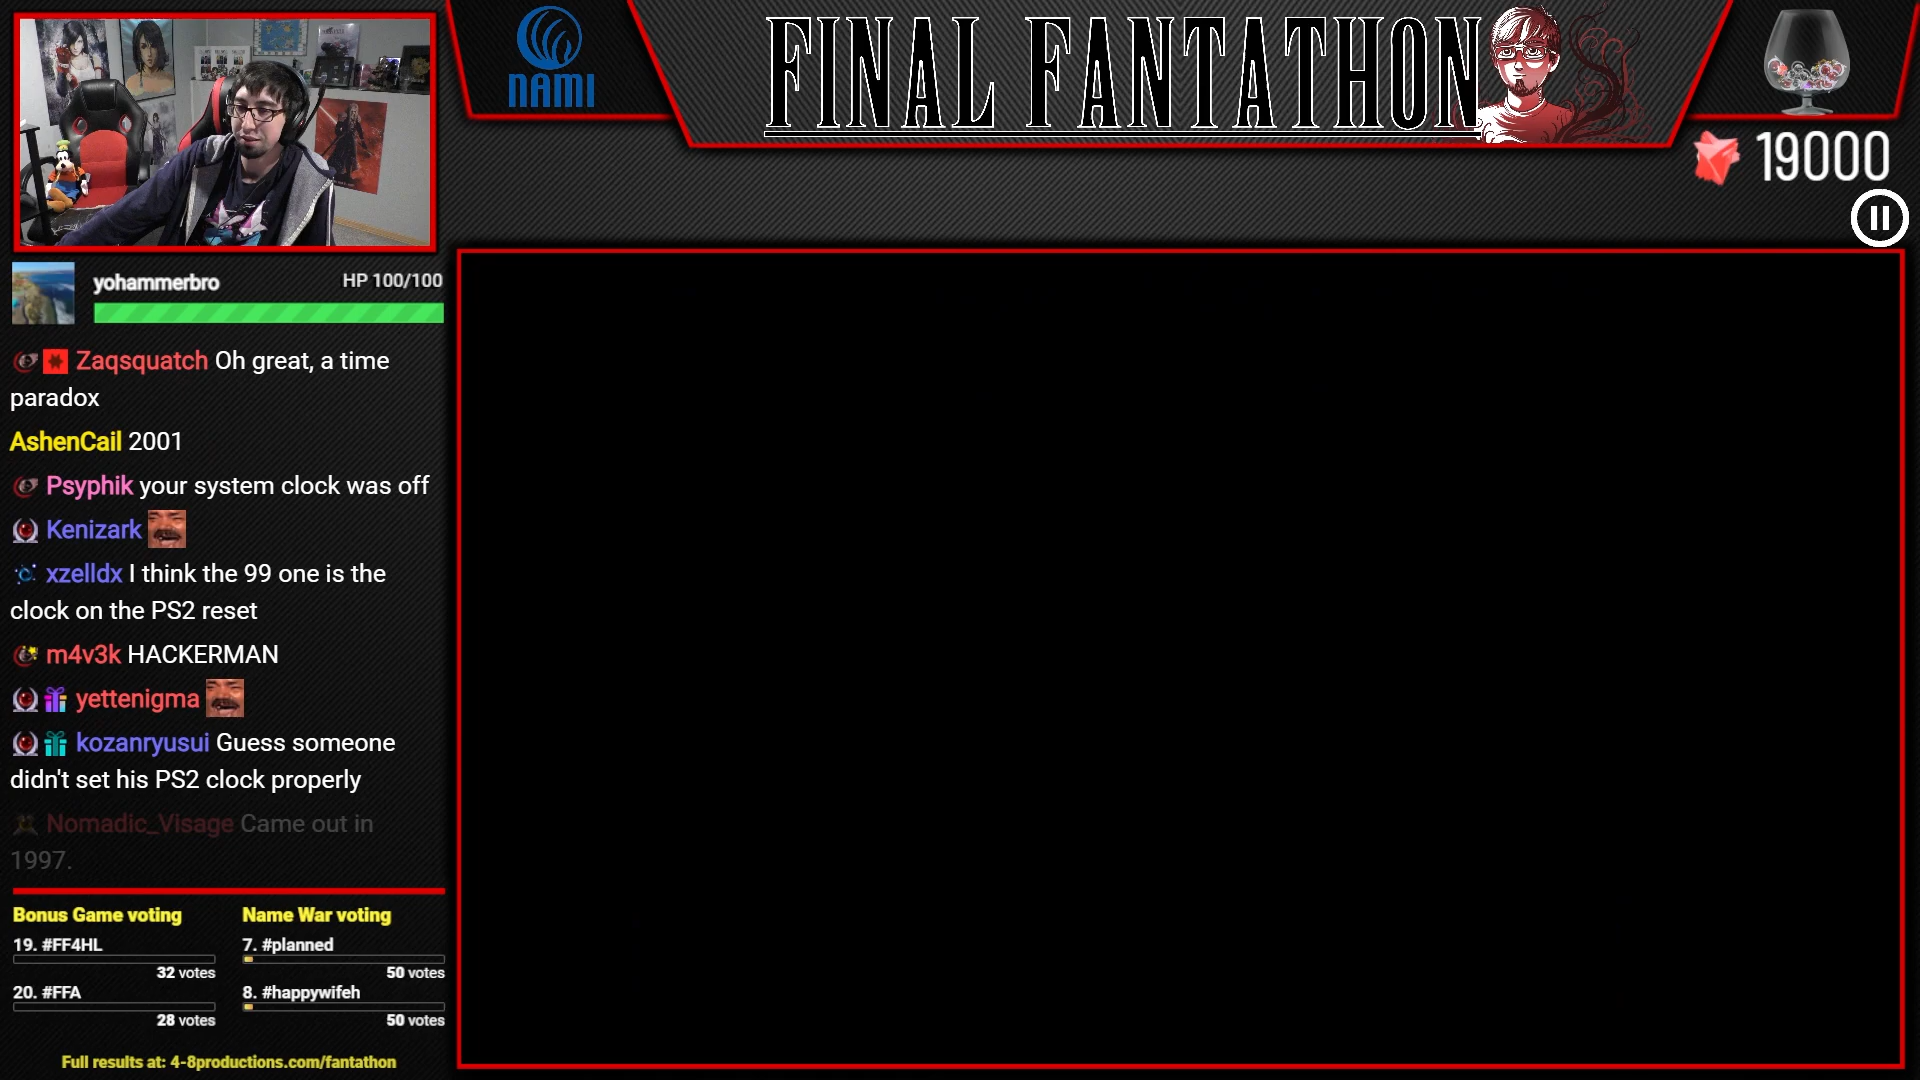 NAMI
FINAL FANTATHON
19000
yohammerbro HP 100/100
Zaqsquatch Oh great, a time
paradox
AshenCail 2001
Psyphik your system clock was off
Kenizark
xzelldx I think the 99 one is the
clock on the PS2 reset
m4v3k HACKERMAN
yettenigma
kozanryusui Guess someone
didn't set his PS2 clock properly
Nomadic_Visage Came out in
1997.
Bonus Game voting
19. #FF4HL
32 votes
20. #FFA
28 votes
Name War voting
7. #planned
50 votes
8. #happywifeh
50 votes
Full results at: 4-8productions.com/fantathon